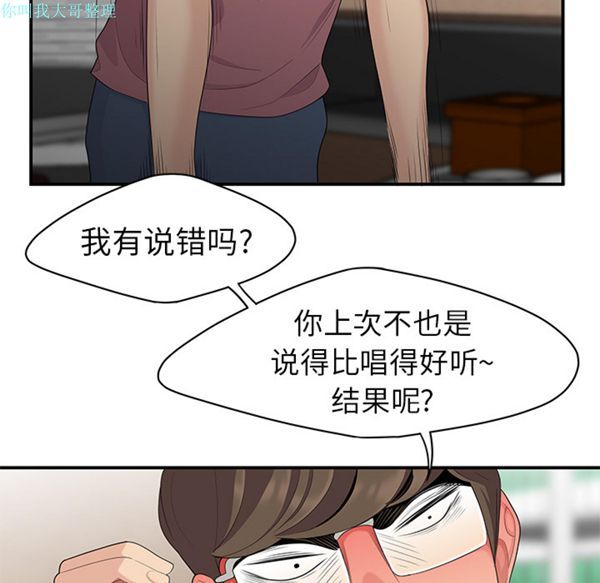 你叫我大哥整理
我有说错吗?
你上次不也是
说得比唱得好听~
结果呢?